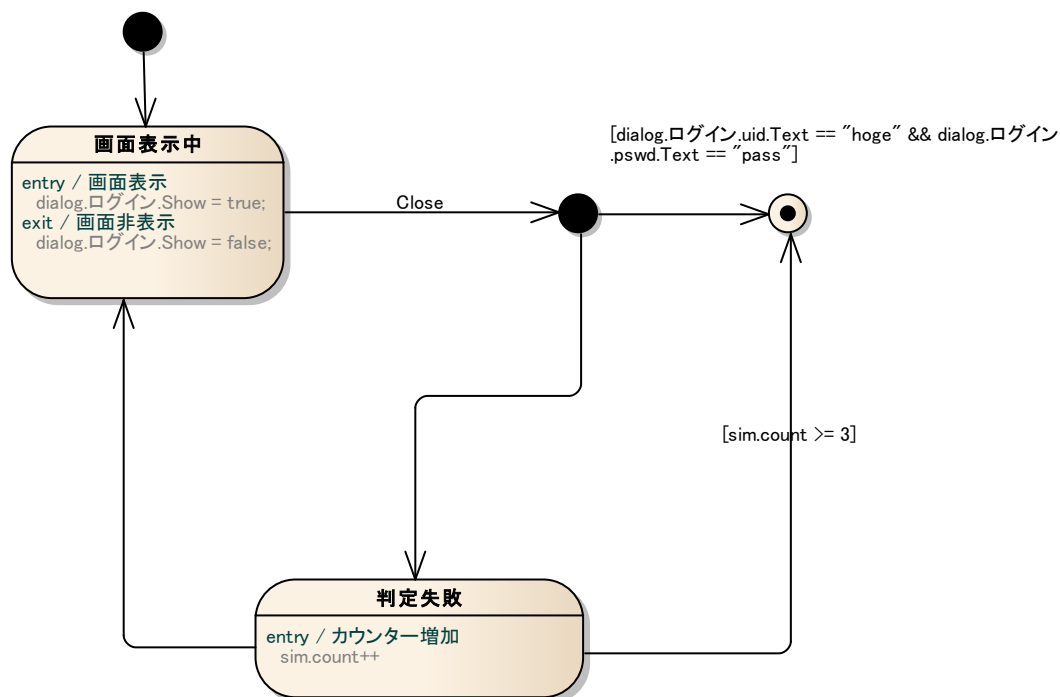 画面表示中
entry / 画面表示
dialog.ログイン.Show = true;
exit / 画面非表示
dialog.ログイン.Show = false;
Close
[dialog.ログイン.uid.Text == "hoge" && dialog.ログイン
.pswd.Text == "pass"]
[sim.count >= 3]
判定失敗
entry / カウンター増加
sim.count++